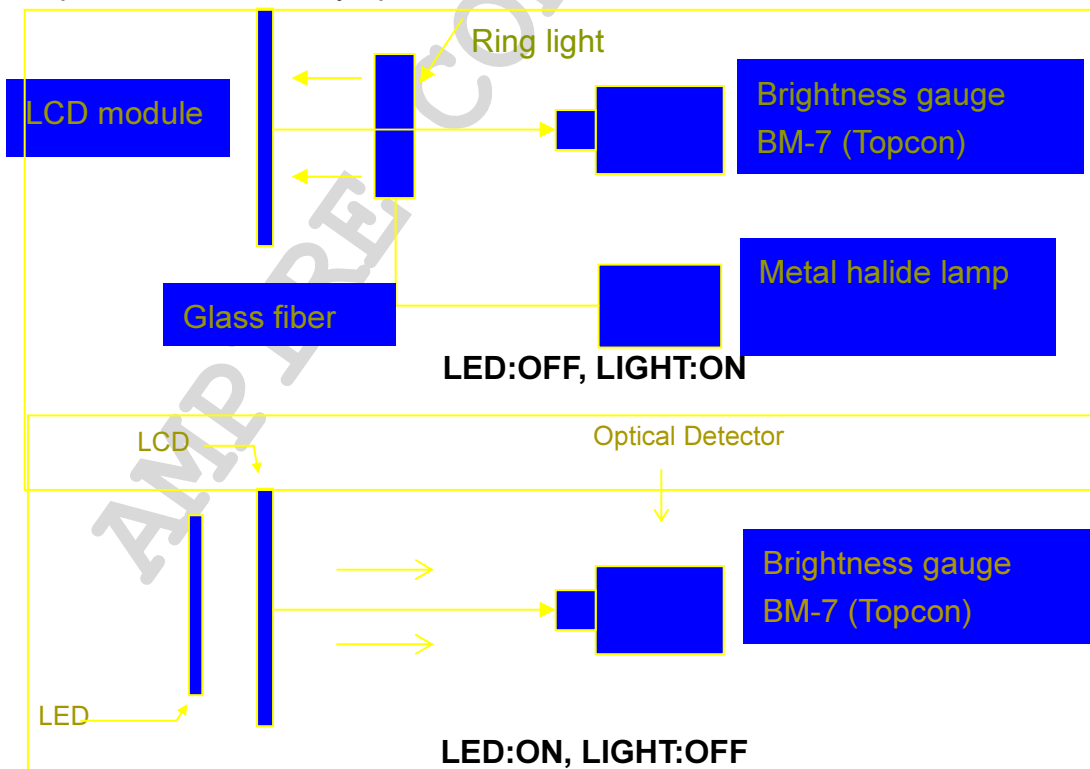 Ring light
LCD module
Brightness gauge
BM-7 (Topcon)
Metal halide lamp
Glass fiber
LED:OFF, LIGHT:ON
LCD
Optical Detector
Brightness gauge
BM-7 (Topcon)
LED
LED:ON, LIGHT:OFF